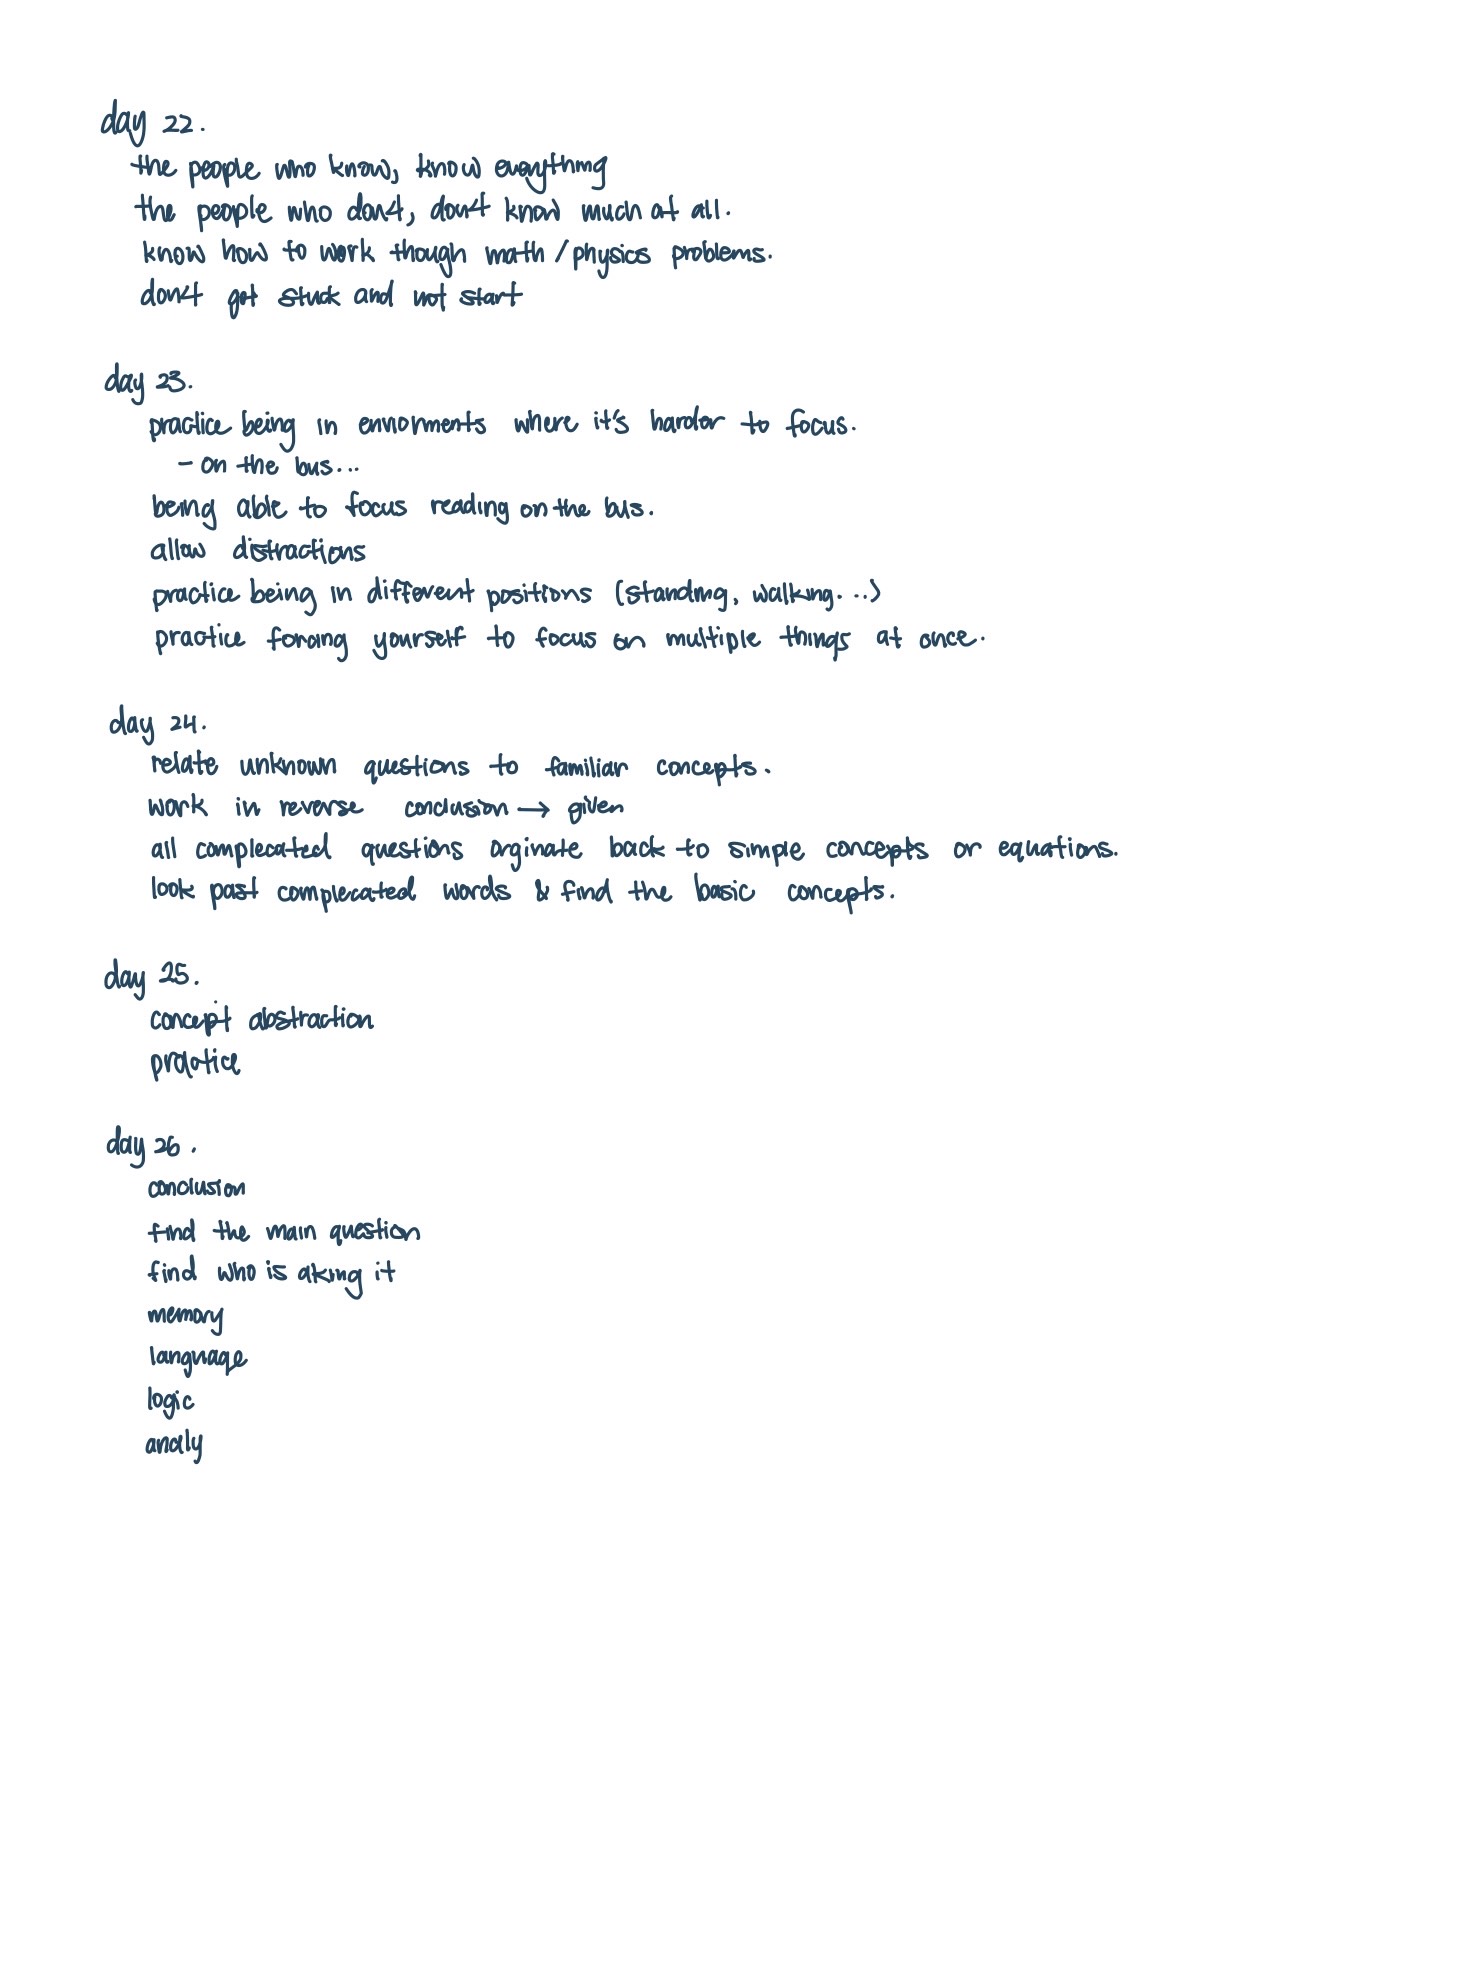 day 22.
the people who know, know everything
the people who don't, don't know much at all.
know how to work though math / physics problems.
don't get stuck and not start
day 23.
practice being in enviorments where it's harder to focus.
- on the bus...
being able to focus reading on the bus.
allow distractions
practice being in different positions (standing, walking...)
practice forcing yourself to focus on multiple things at once.
day 24.
relate unknown questions to familiar concepts.
work in reverse conclusion → given
all complecated questions orginate back to simple concepts or equations.
look past complecated words & find the basic concepts.
day 25.
concept abstraction
practice
day 26.
conclusion
find the main question
find who is aking it
memory
language
logic
analy